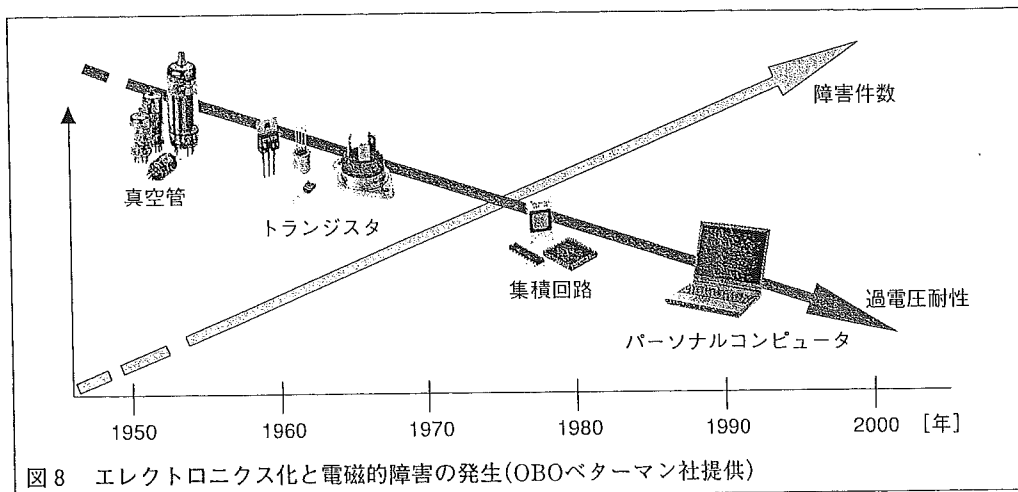 障害件数
真空管
トランジスタ
集積回路
過電圧耐性
パーソナルコンピュータ
1950 1960 1970 1980 1990 2000 [年]
図8 エレクトロニクス化と電磁的障害の発生(OBOベターマン社提供)